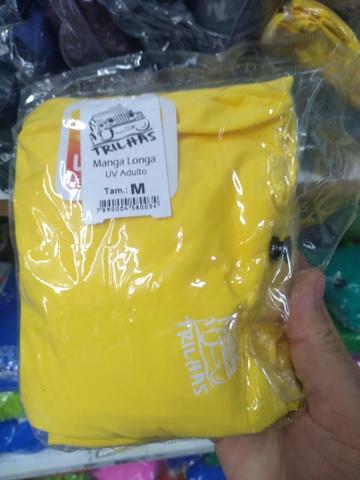 TRILHAS
Manga Longa
UV Adulto
Tam.: M
TRILHAS